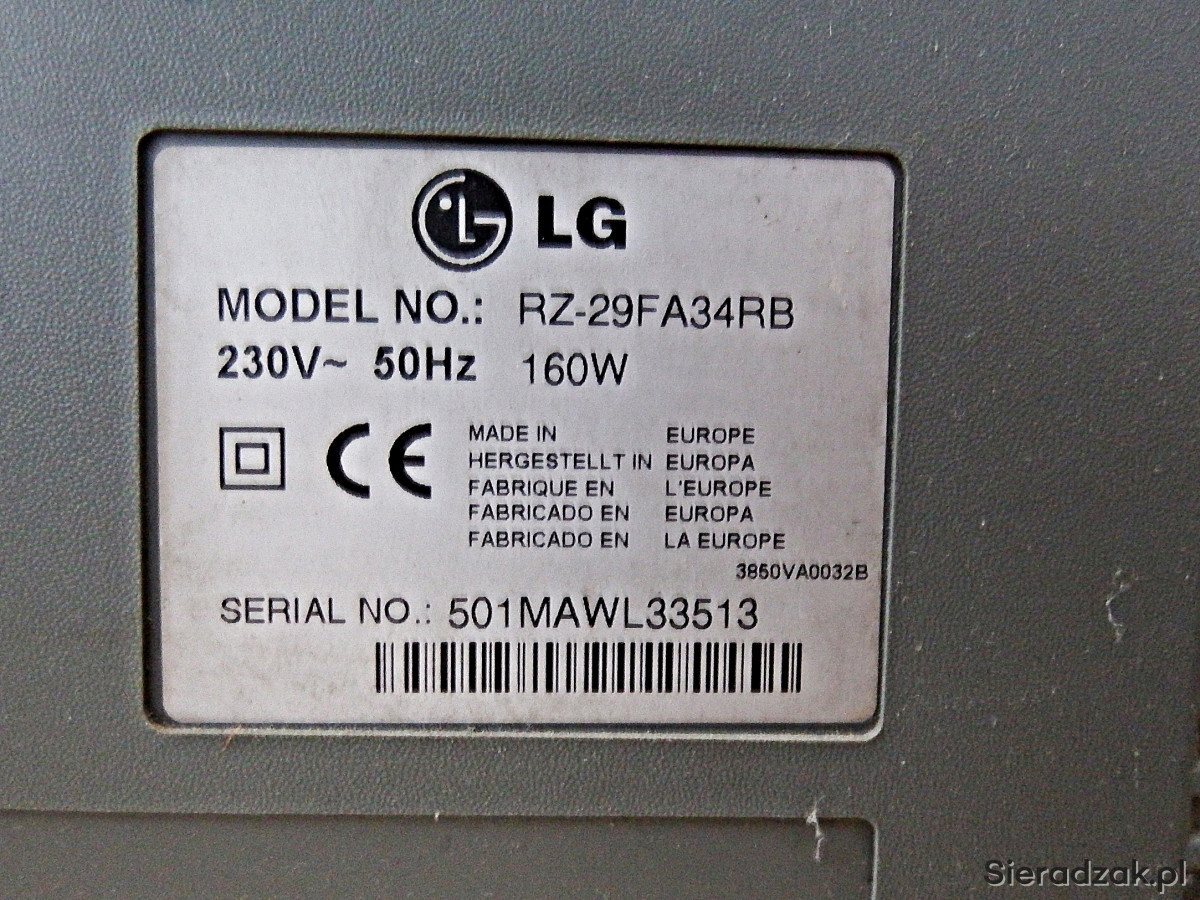 LG
MODEL NO.: RZ-29FA34RB
230V~ 50Hz 160W
CE
MADE IN EUROPE
HERGESTELLT IN EUROPA
FABRIQUE EN L'EUROPE
FABRICADO EN EUROPA
FABRICADO EN LA EUROPE
3850VA0032B
SERIAL NO.: 501MAWL33513
Sieradzak.pl